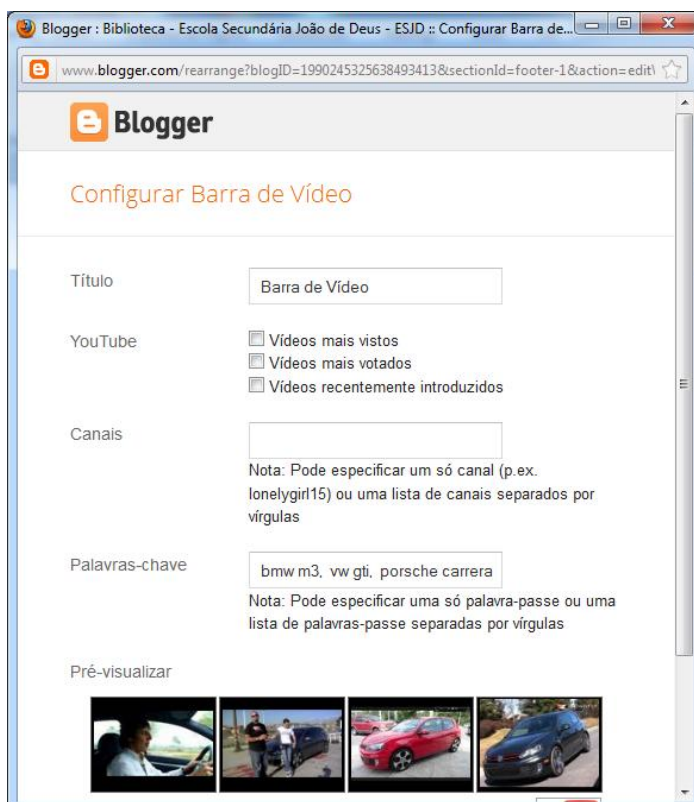 Blogger : Biblioteca - Escola Secundária João de Deus - ESJD :: Configurar Barra de...
www.blogger.com/rearrange?blogID=1990245325638493413&sectionId=footer-1&action=edit\
Blogger
Configurar Barra de Vídeo
Título
Barra de Vídeo
YouTube
Vídeos mais vistos
Vídeos mais votados
Vídeos recentemente introduzidos
Canais
Nota: Pode especificar um só canal (p.ex.
lonelygirl15) ou uma lista de canais separados por
vírgulas
Palavras-chave
bmw m3, vw gti, porsche carrera
Nota: Pode especificar uma só palavra-passe ou uma
lista de palavras-passe separadas por vírgulas
Pré-visualizar